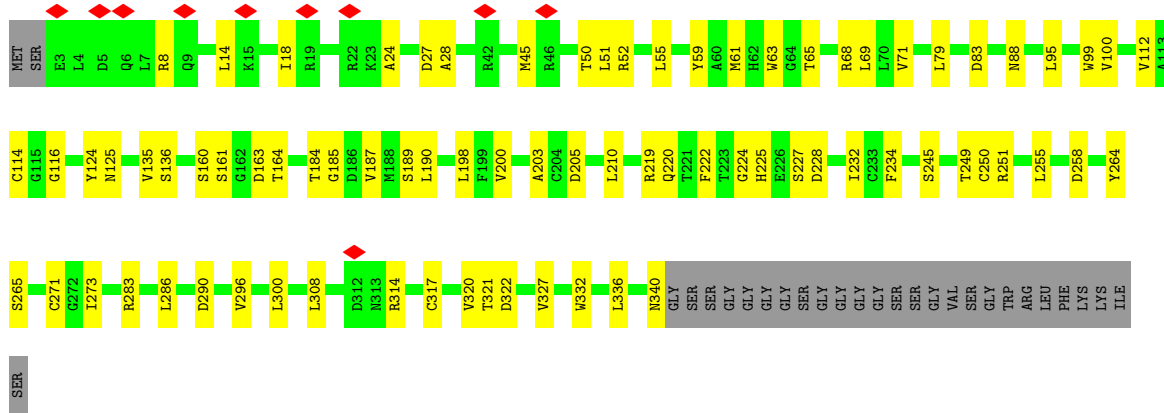 MET SER E3 L4 D5 Q6 L7 R8 Q9 L14 K15 I18 R19 R22 K23 A24 D27 A28 R42 M45 R46 T50 L51 R52 L55 Y59 A60 M61 H62 W63 G64 T65 R68 L69 L70 V71 L79 D83 N88 L95 W99 V100 V112 A113
C114 G115 G116 Y124 N125 V135 S136 S160 S161 G162 D163 T164 T184 G185 D186 V187 M188 S189 L190 L198 F199 V200 A203 C204 D205 L210 R219 Q220 T221 F222 T223 G224 H225 E226 S227 D228 I232 C233 F234 S245 T249 C250 R251 L255 D258 Y264
S265 C271 G272 I273 R283 L286 D290 V296 L300 L308 D312 N313 R314 C317 V320 T321 D322 V327 W332 L336 N340 GLY SER SER GLY GLY GLY GLY SER GLY GLY GLY GLY SER SER GLY VAL SER GLY TRP ARG LEU PHE LYS LYS ILE
SER